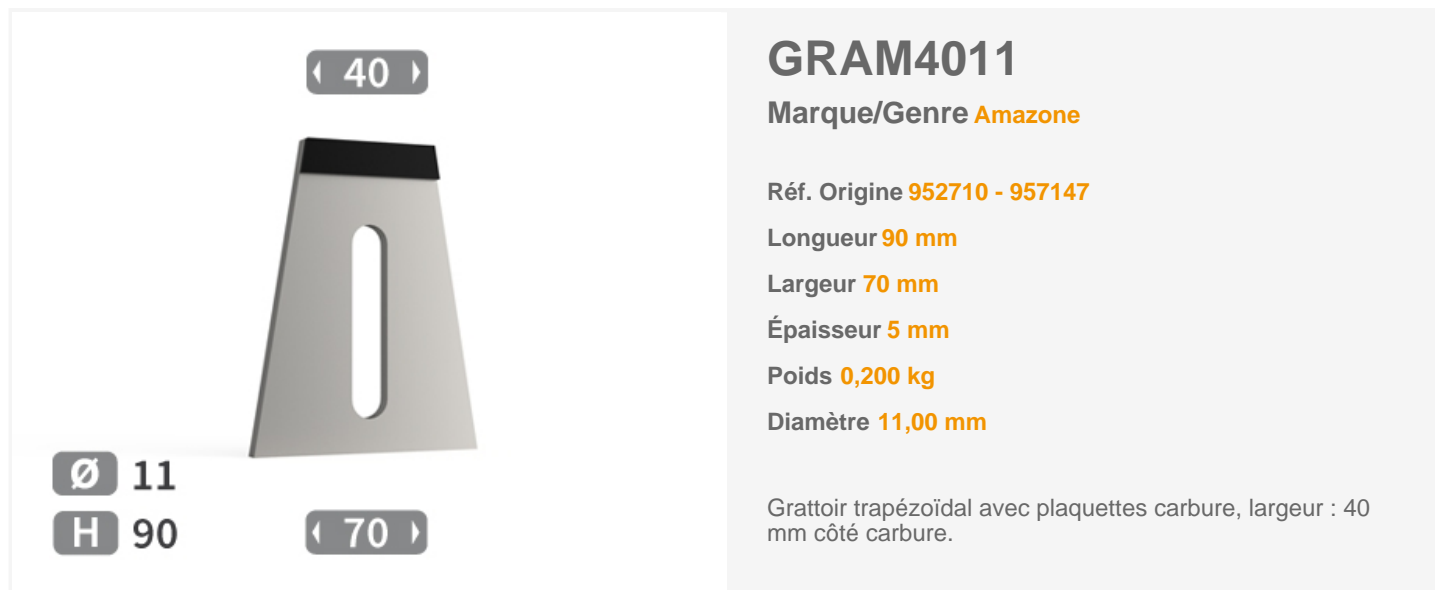 40
Ø 11
H 90
70
GRAM4011
Marque/Genre Amazone
Réf. Origine 952710 - 957147
Longueur 90 mm
Largeur 70 mm
Épaisseur 5 mm
Poids 0,200 kg
Diamètre 11,00 mm
Grattoir trapézoïdal avec plaquettes carbure, largeur : 40
mm côté carbure.